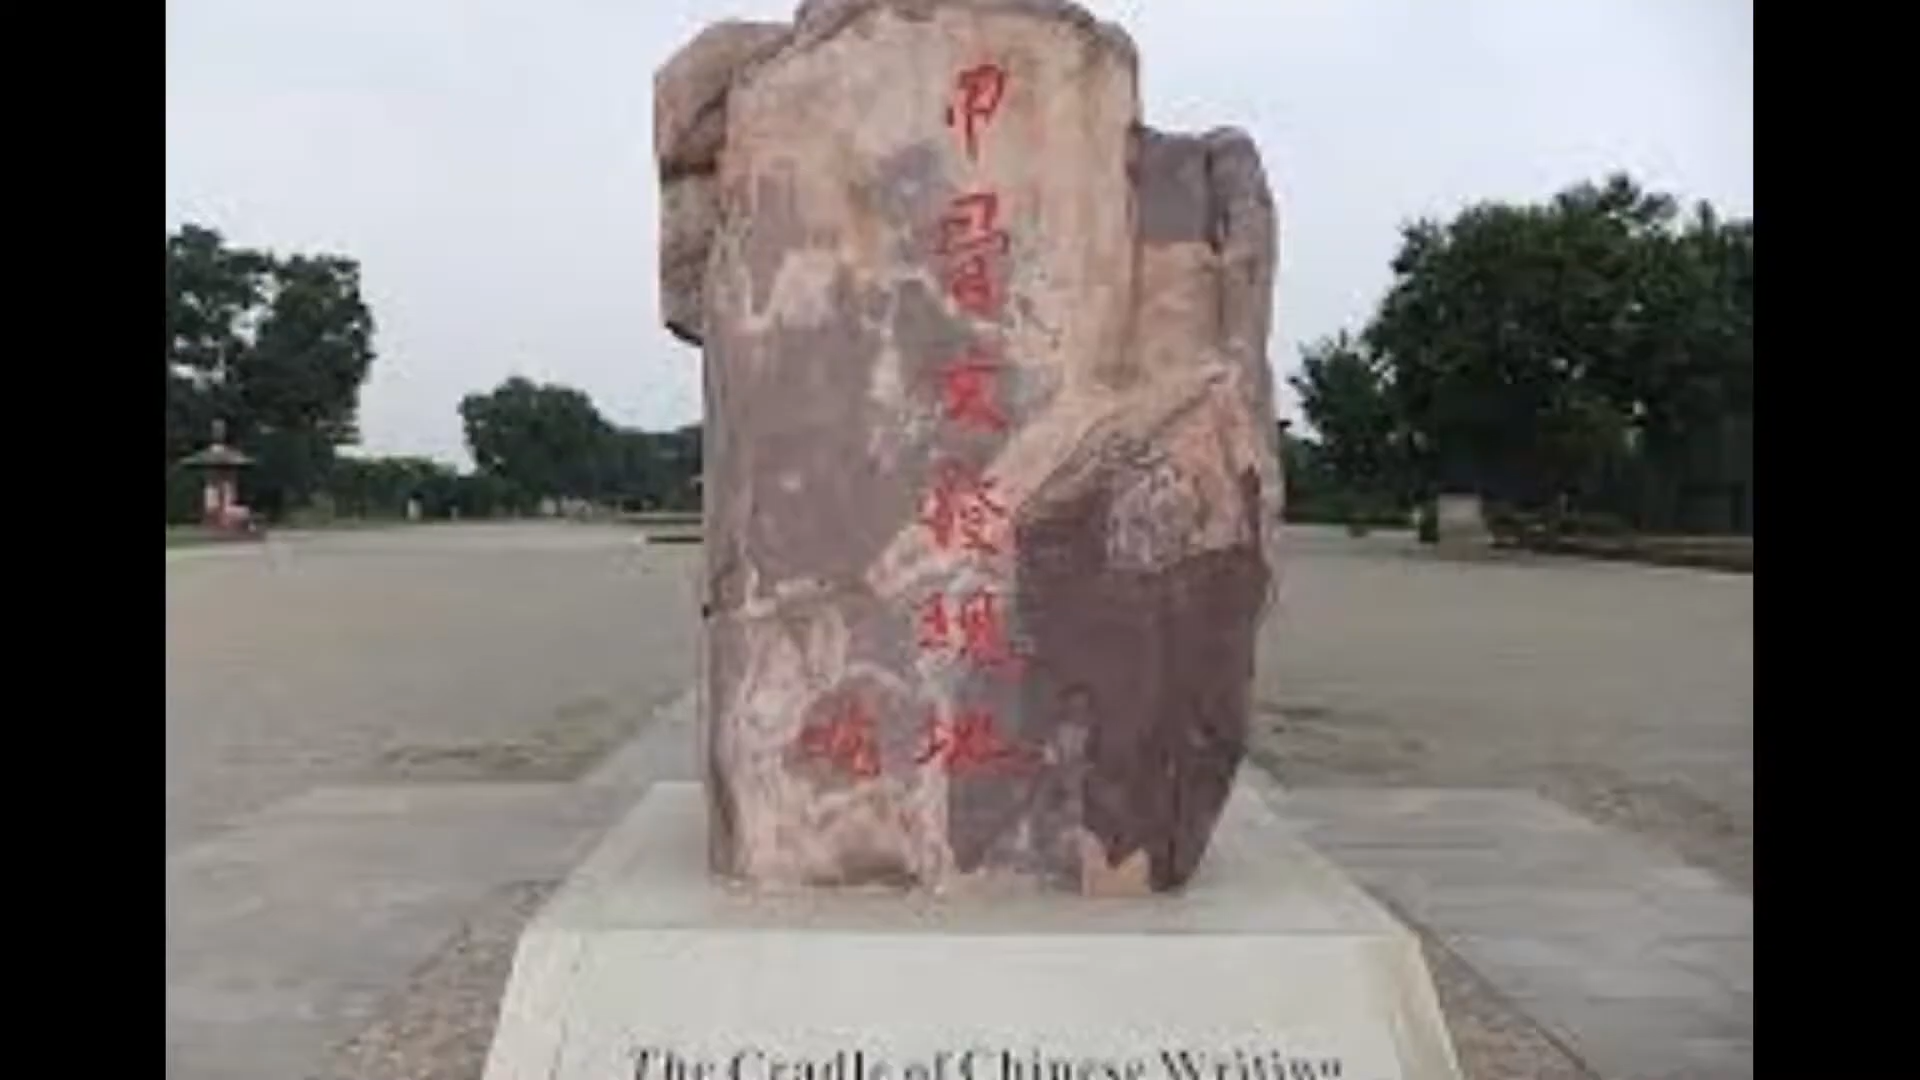 甲骨文發現地
The Cradle of Chinese Writing